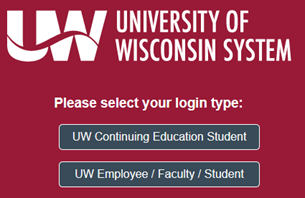 UW UNIVERSITY OF
WISCONSIN SYSTEM
Please select your login type:
UW Continuing Education Student
UW Employee / Faculty / Student